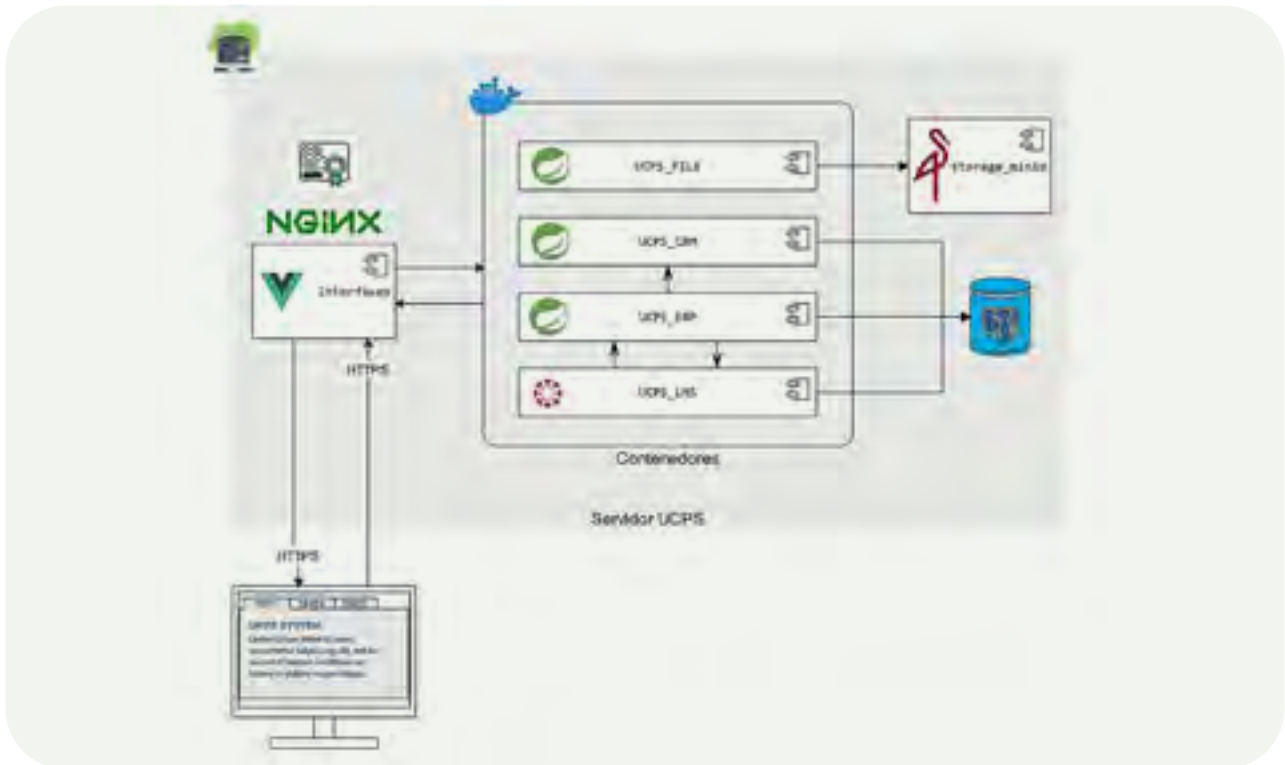 NGINX
interfaces
HTTPS
HTTPS
UCPS_FILE
UCPS_CRM
UCPS_ERP
UCPS_LMS
Contenedores
Servidor UCPS
storage_minio